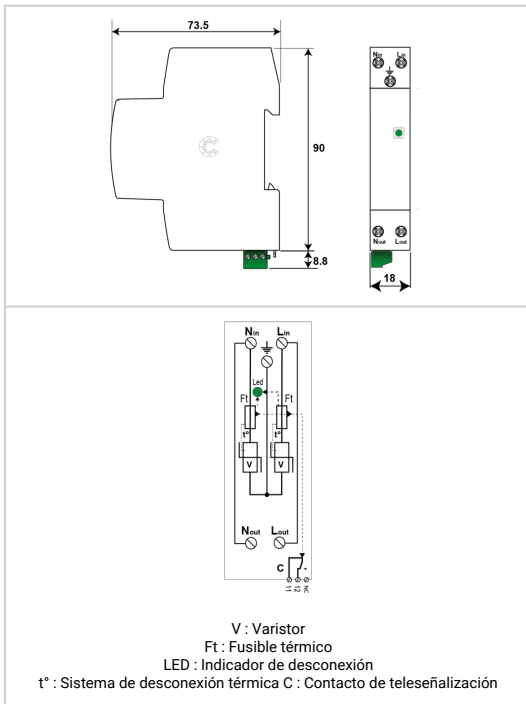 73.5
Nin Lin
90
Nout Lout
8.8
18
Nin Lin
Led
Ft Ft
t° t°
V V
Nout Lout
C
11 12 NC
V : Varistor
Ft : Fusible térmico
LED : Indicador de desconexión
t° : Sistema de desconexión térmica C : Contacto de teleseñalización